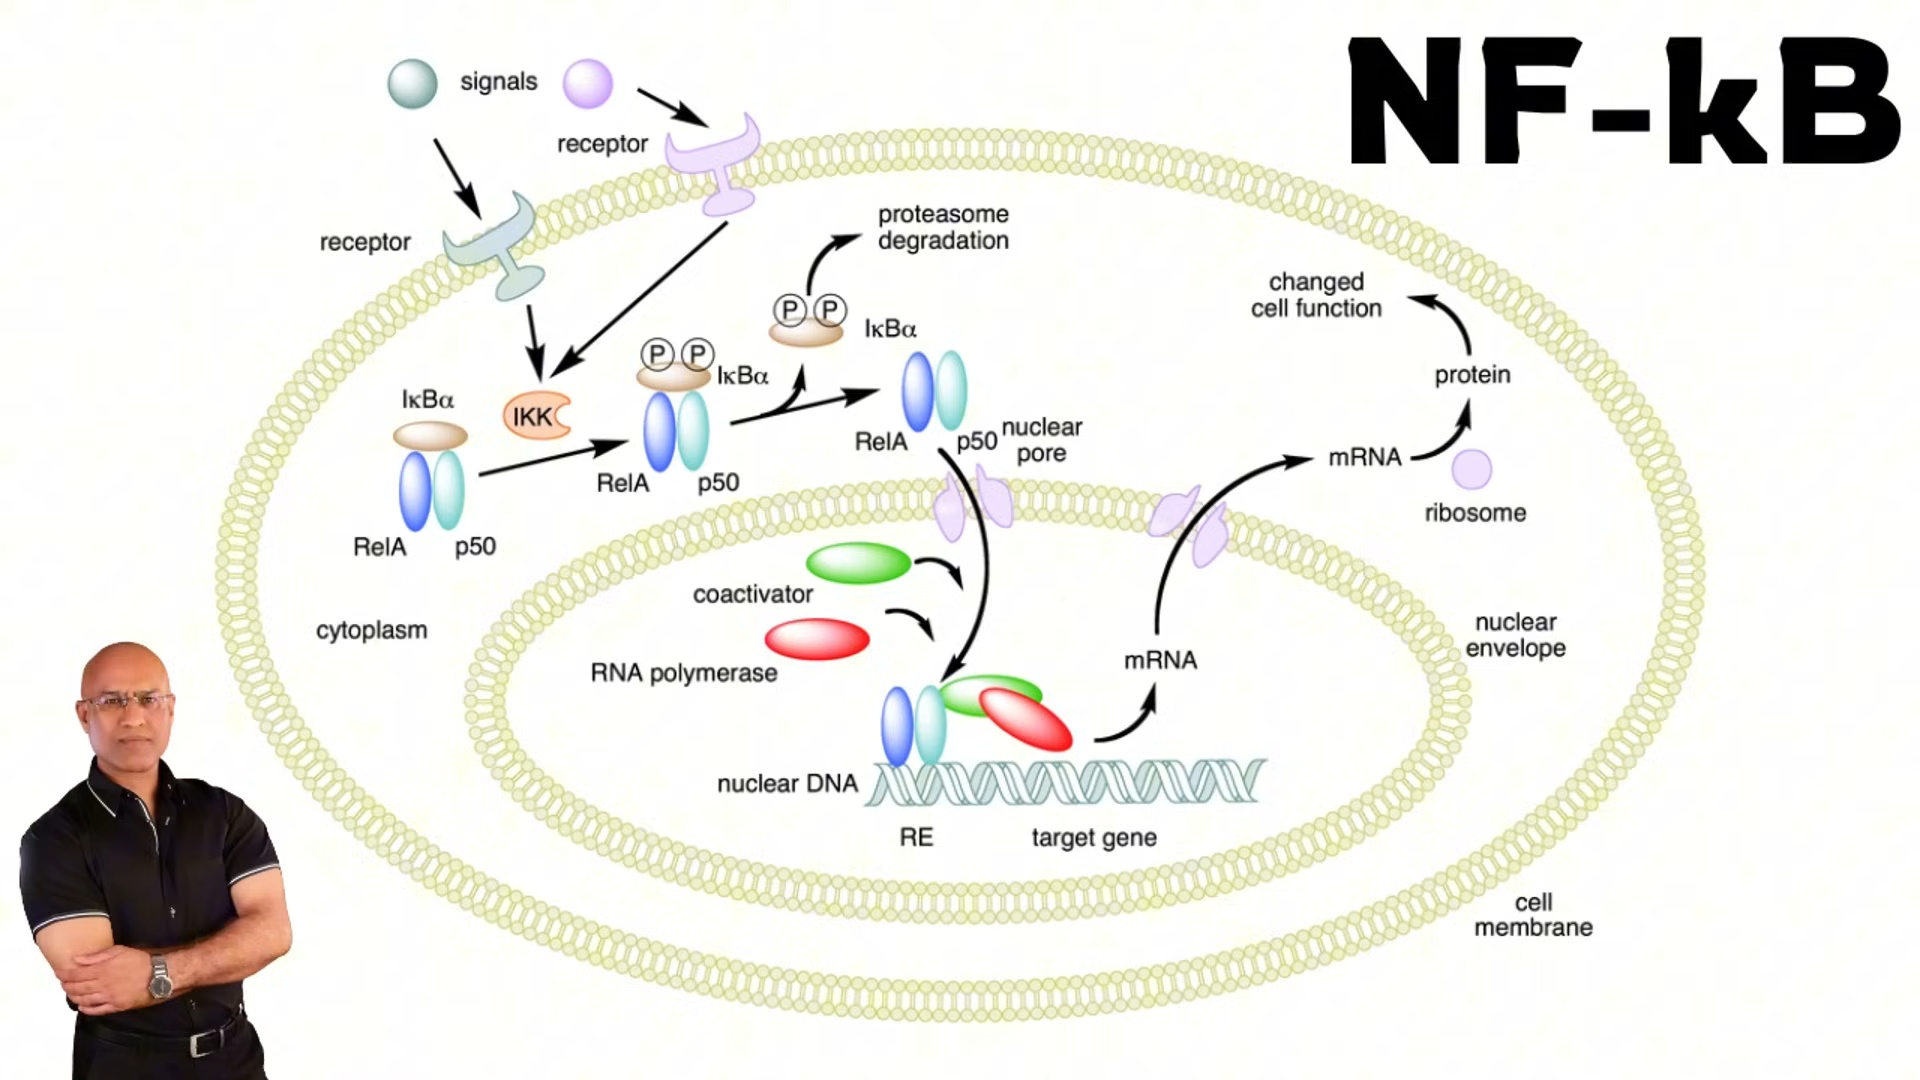 NF-kB
signals
receptor
receptor
proteasome
degradation
changed
cell function
P P
IκBα
P P
IκBα
protein
IκBα
IKK
RelA
p50
nuclear
pore
mRNA
RelA
p50
ribosome
RelA
p50
coactivator
cytoplasm
nuclear
envelope
RNA polymerase
mRNA
nuclear DNA
RE
target gene
cell
membrane